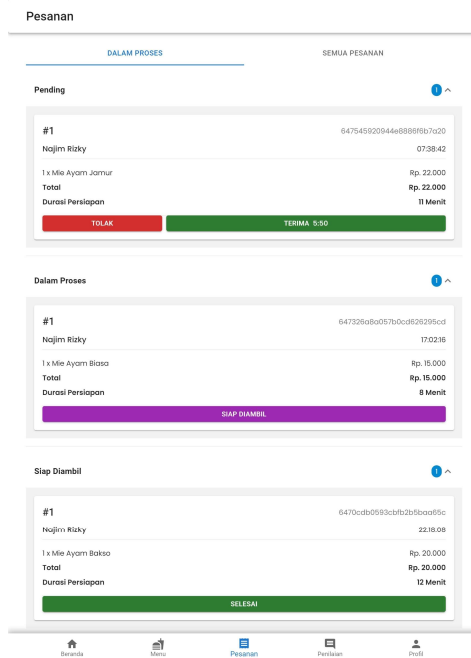 Pesanan
DALAM PROSES SEMUA PESANAN
Pending 1
#1 647545920944e8886f6b7a20
Najim Rizky 07:38:42
1 x Mie Ayam Jamur Rp. 22.000
Total Rp. 22.000
Durasi Persiapan 11 Menit
TOLAK TERIMA 5:50
Dalam Proses 1
#1 647326a8a057b0cd626295cd
Najim Rizky 17:02:16
1 x Mie Ayam Biasa Rp. 15.000
Total Rp. 15.000
Durasi Persiapan 8 Menit
SIAP DIAMBIL
Siap Diambil 1
#1 6470cdb0593cbfb2b5baa65c
Najim Rizky 22:18:08
1 x Mie Ayam Bakso Rp. 20.000
Total Rp. 20.000
Durasi Persiapan 12 Menit
SELESAI
Beranda Menu Pesanan Penilaian Profil